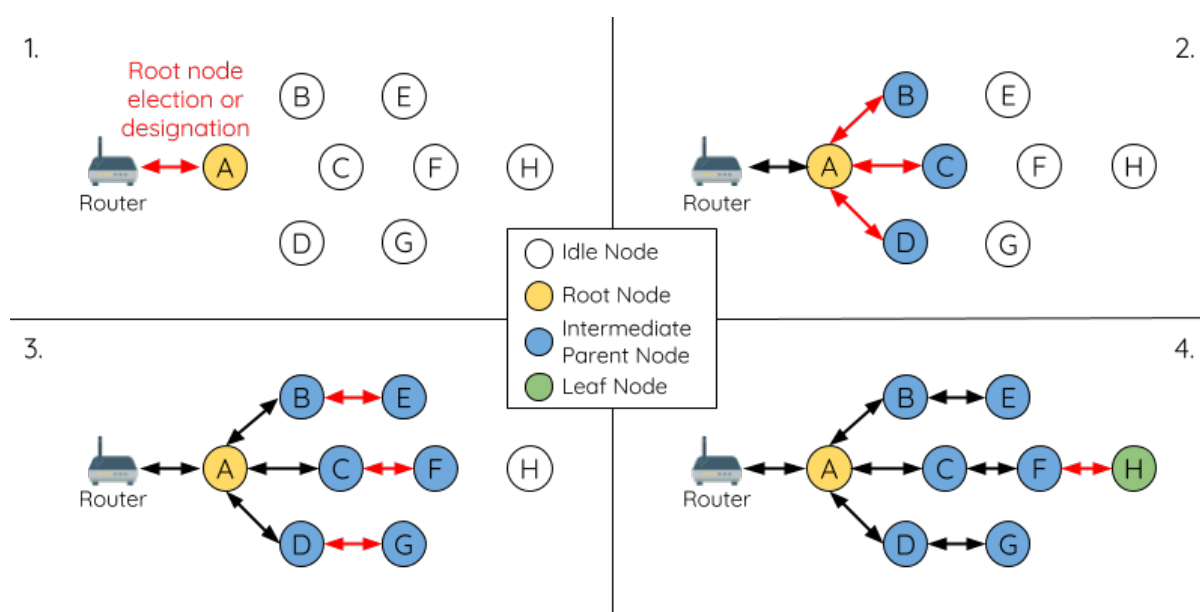 1.
Root node
election or
designation
Router
A
B
E
C
F
H
D
G
2.
Router
A
B
E
C
F
H
D
G
Idle Node
Root Node
Intermediate
Parent Node
Leaf Node
3.
Router
A
B
E
C
F
H
D
G
4.
Router
A
B
E
C
F
H
D
G